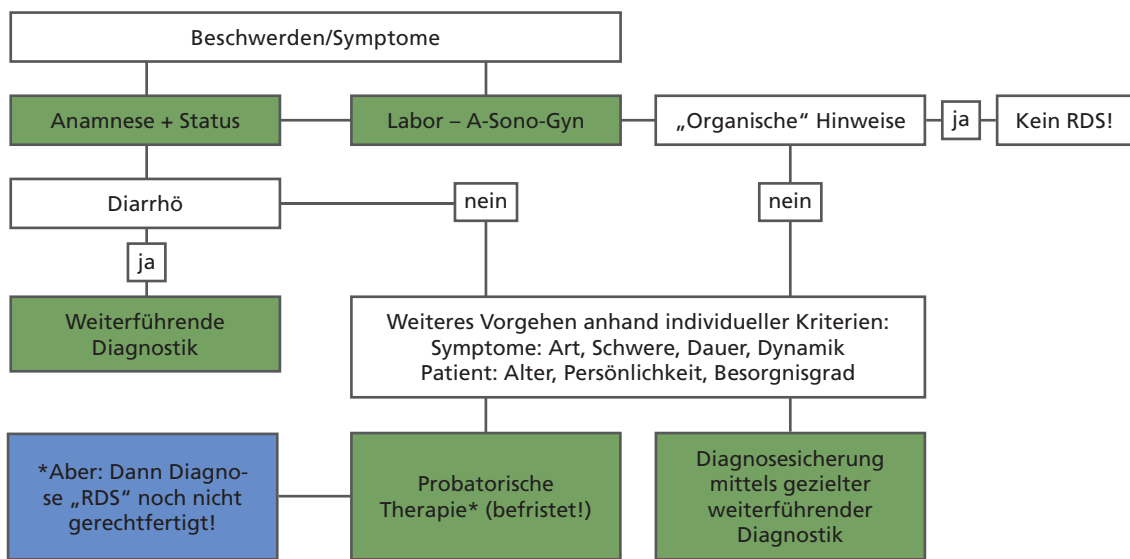 Beschwerden/Symptome
Anamnese + Status
Labor – A-Sono-Gyn
„Organische“ Hinweise
ja
Kein RDS!
Diarrhö
nein
nein
ja
Weiterführende
Diagnostik
Weiteres Vorgehen anhand individueller Kriterien:
Symptome: Art, Schwere, Dauer, Dynamik
Patient: Alter, Persönlichkeit, Besorgnisgrad
*Aber: Dann Diagno-
se „RDS“ noch nicht
gerechtfertigt!
Probatorische
Therapie* (befristet!)
Diagnosesicherung
mittels gezielter
weiterführender
Diagnostik